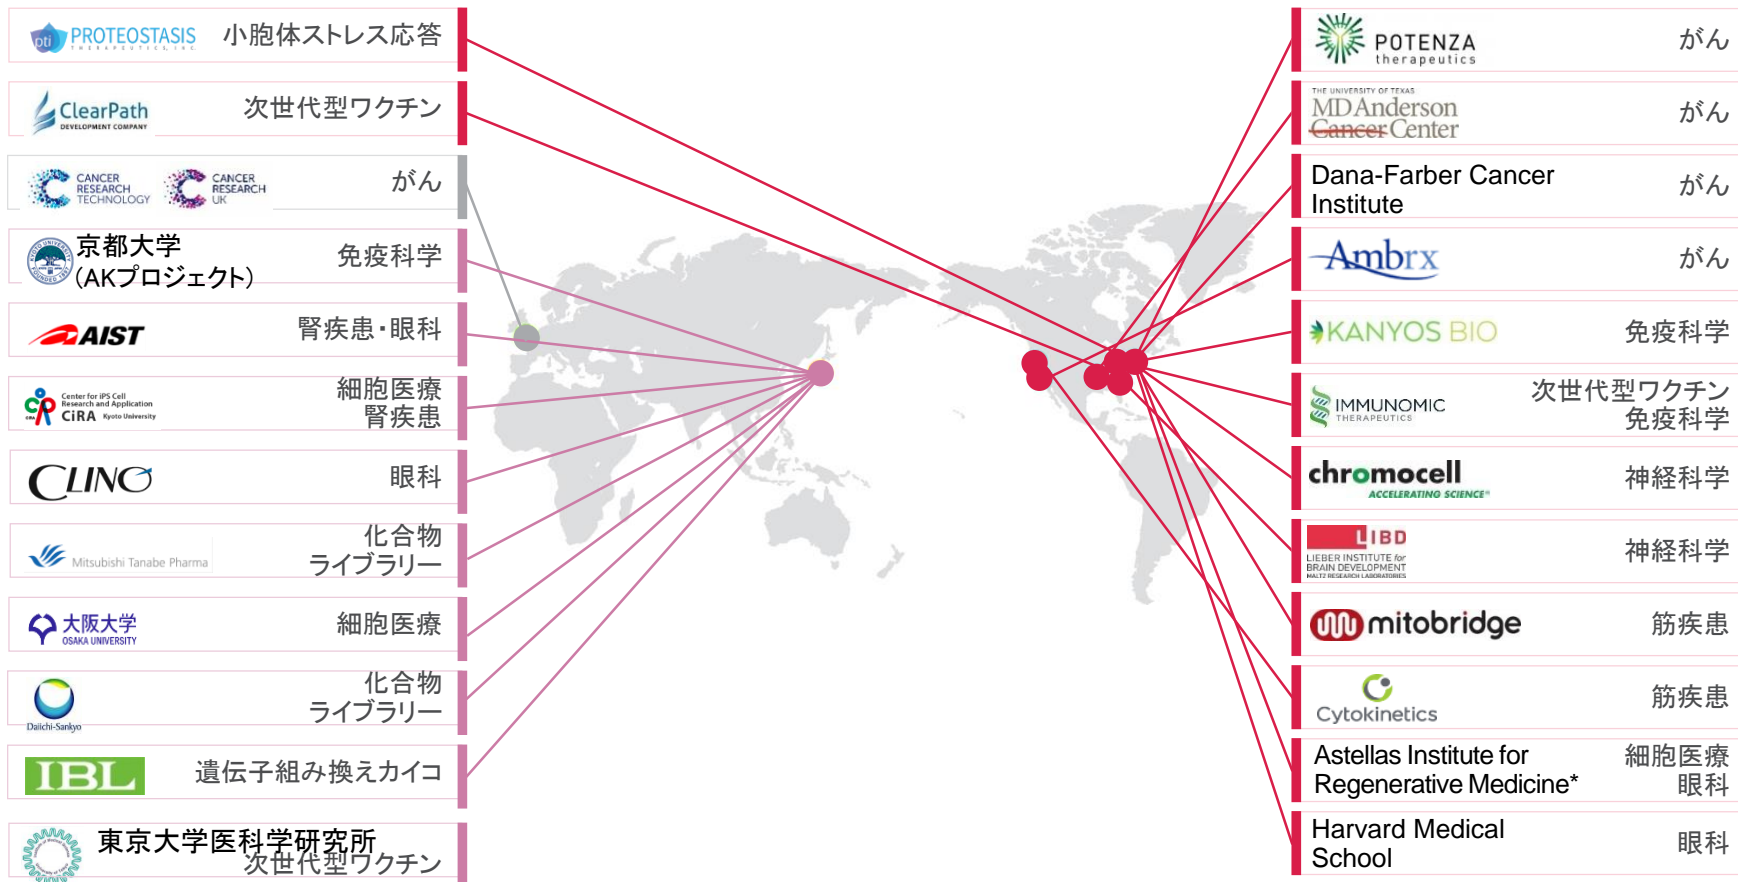 pti PROTEOSTASIS
THERAPEUTICS, INC.
小胞体ストレス応答
ClearPath
DEVELOPMENT COMPANY
次世代型ワクチン
CANCER
RESEARCH
TECHNOLOGY
CANCER
RESEARCH
UK
がん
京都大学
(AKプロジェクト)
免疫科学
AIST
腎疾患・眼科
Center for iPS Cell
Research and Application
CiRA Kyoto University
細胞医療
腎疾患
CLINO
眼科
Mitsubishi Tanabe Pharma
化合物
ライブラリー
大阪大学
OSAKA UNIVERSITY
細胞医療
Daiichi-Sankyo
化合物
ライブラリー
IBL
遺伝子組み換えカイコ
東京大学医科学研究所
次世代型ワクチン
POTENZA
therapeutics
がん
THE UNIVERSITY OF TEXAS
MD Anderson
Cancer Center
がん
Dana-Farber Cancer
Institute
がん
Ambrx
がん
KANYOS BIO
免疫科学
IMMUNOMIC
THERAPEUTICS
次世代型ワクチン
免疫科学
chromocell
ACCELERATING SCIENCE®
神経科学
LIBD
LIEBER INSTITUTE for
BRAIN DEVELOPMENT
MALTZ RESEARCH LABORATORIES
神経科学
mitobridge
筋疾患
Cytokinetics
筋疾患
Astellas Institute for
Regenerative Medicine*
細胞医療
眼科
Harvard Medical
School
眼科